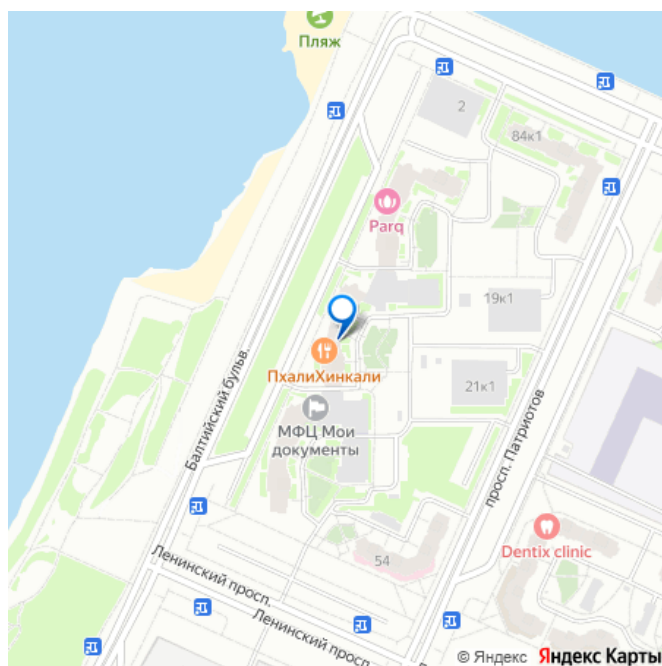 Пляж
2
84к1
Parq
19к1
ПхалиХинкали
21к1
МФЦ Мои
документы
Балтийский бульв.
просп. Патриотов
Dentix clinic
54
Ленинский просп.
Ленинский просп.
© Яндекс Яндекс Карты